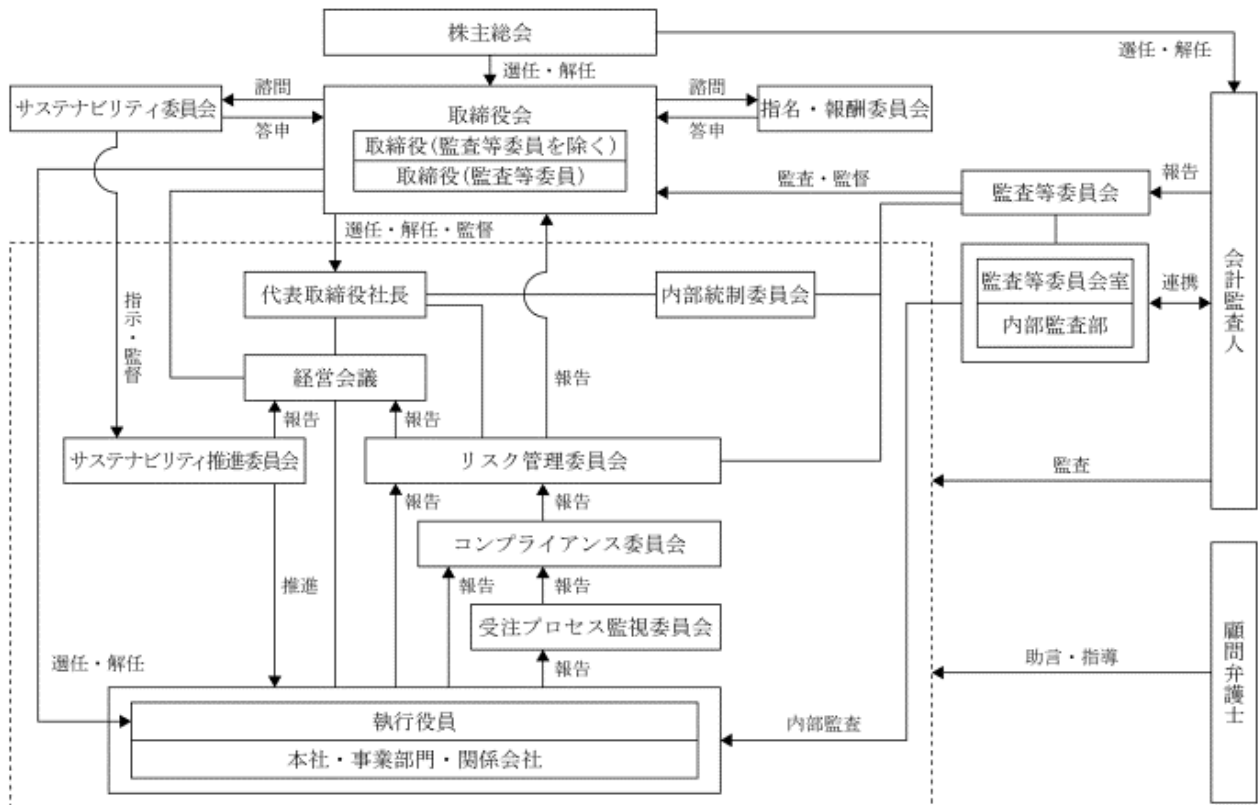 株主総会
選任・解任
選任・解任
サステナビリティ委員会
諮問
答申
取締役会
取締役(監査等委員を除く)
取締役(監査等委員)
諮問
答申
指名・報酬委員会
監査・監督
監査等委員会
報告
会計監査人
選任・解任・監督
代表取締役社長
内部統制委員会
監査等委員会室
内部監査部
連携
指示・監督
経営会議
報告
報告
報告
サステナビリティ推進委員会
リスク管理委員会
監査
報告
報告
コンプライアンス委員会
推進
報告
報告
受注プロセス監視委員会
選任・解任
報告
助言・指導
顧問弁護士
執行役員
本社・事業部門・関係会社
内部監査